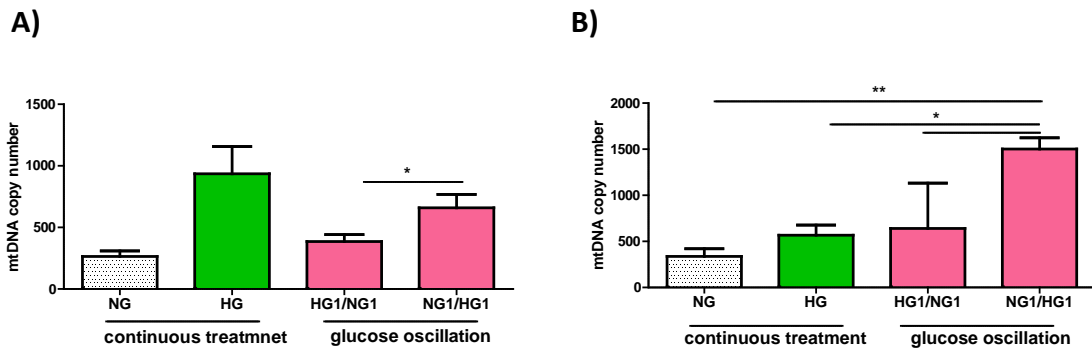 A)
mtDNA copy number
1500
1000
500
0
*
NG
HG
HG1/NG1
NG1/HG1
continuous treatmnet
glucose oscillation
B)
mtDNA copy number
2000
1500
1000
500
0
**
*
NG
HG
HG1/NG1
NG1/HG1
continuous treatment
glucose oscillation